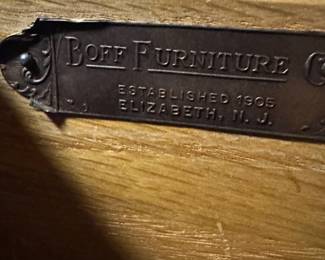 BOFF FURNITURE C
ESTABLISHED 1905
ELIZABETH, N. J.